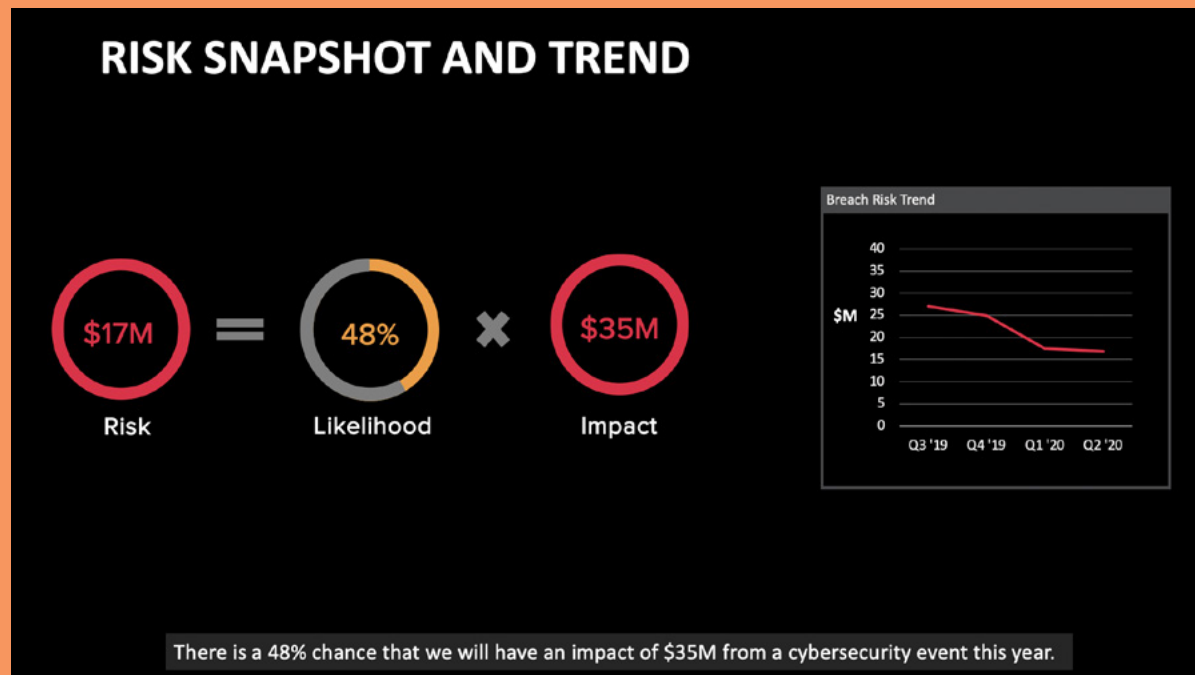 RISK SNAPSHOT AND TREND
$17M
=
48%
×
$35M
Risk
Likelihood
Impact
Breach Risk Trend
40
35
30
$M 25
20
15
10
5
0
Q3 '19 Q4 '19 Q1 '20 Q2 '20
There is a 48% chance that we will have an impact of $35M from a cybersecurity event this year.